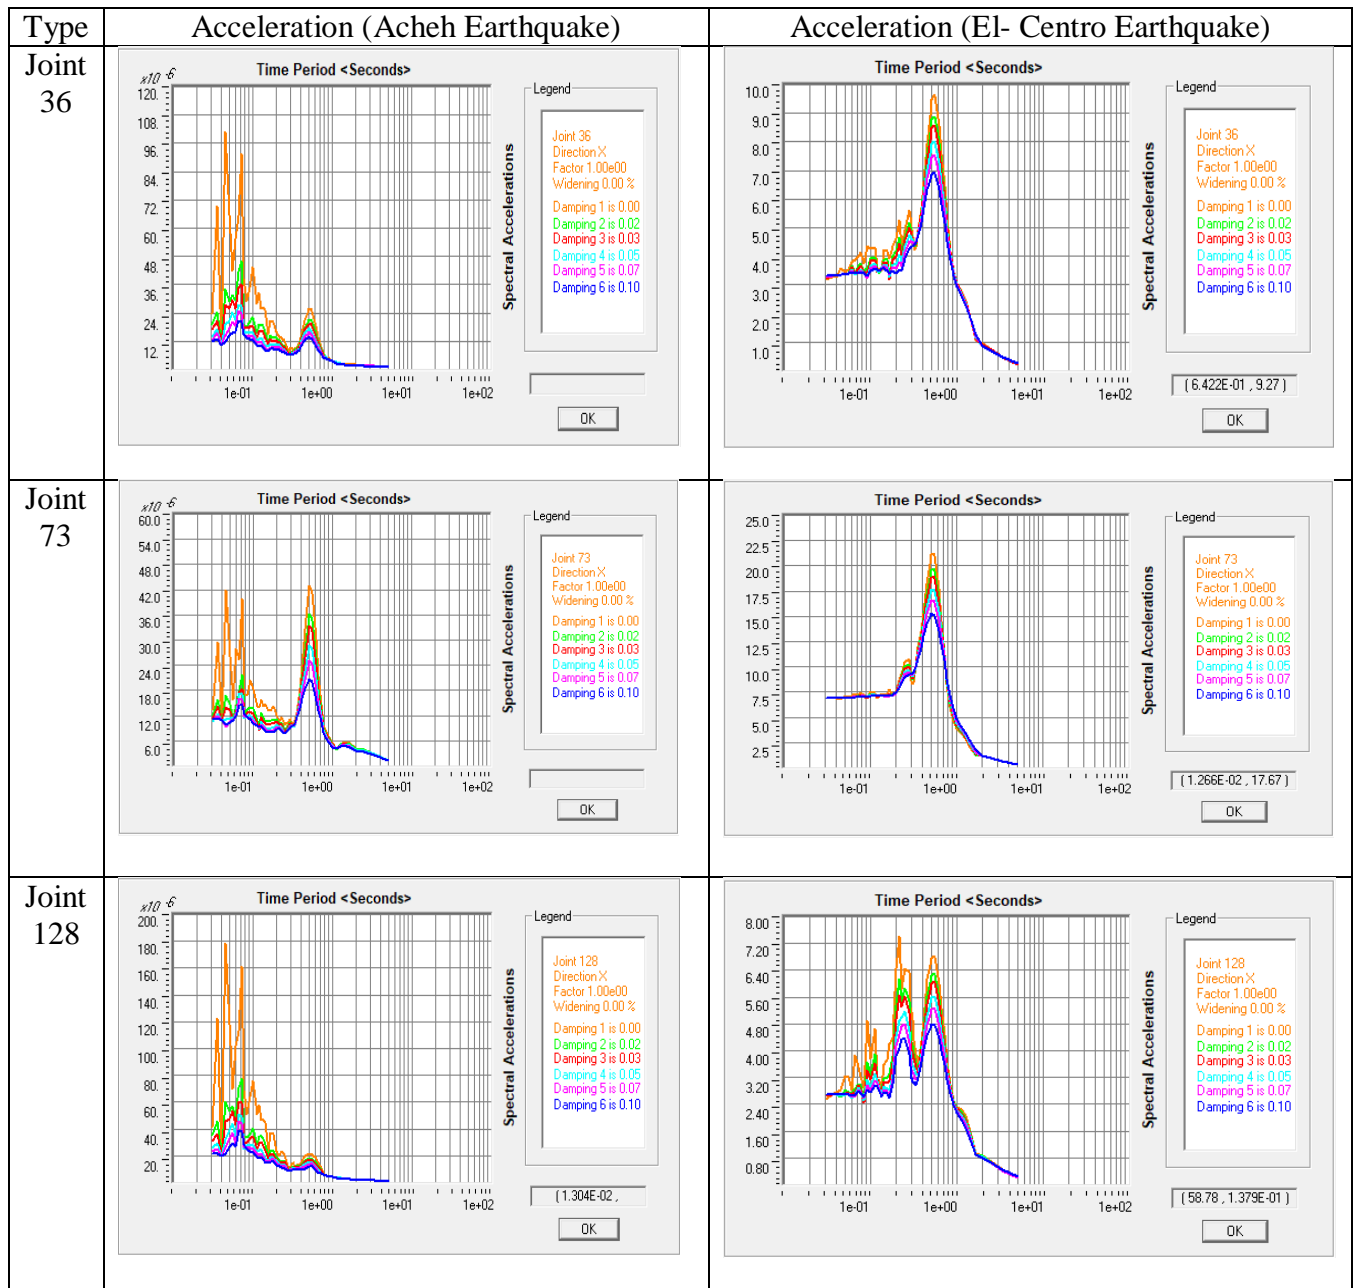 Type Acceleration (Acheh Earthquake) Acceleration (El- Centro Earthquake)
Joint
36
Time Period <Seconds>
x10 -6
120.
108.
96.
84.
72.
60.
48.
36.
24.
12.
1e-01 1e+00 1e+01 1e+02
Spectral Accelerations
Legend
Joint 36
Direction X
Factor 1.00e00
Widening 0.00 %
Damping 1 is 0.00
Damping 2 is 0.02
Damping 3 is 0.03
Damping 4 is 0.05
Damping 5 is 0.07
Damping 6 is 0.10
OK
Time Period <Seconds>
10.0
9.0
8.0
7.0
6.0
5.0
4.0
3.0
2.0
1.0
1e-01 1e+00 1e+01 1e+02
Spectral Accelerations
Legend
Joint 36
Direction X
Factor 1.00e00
Widening 0.00 %
Damping 1 is 0.00
Damping 2 is 0.02
Damping 3 is 0.03
Damping 4 is 0.05
Damping 5 is 0.07
Damping 6 is 0.10
( 6.422E-01 , 9.27 )
OK
Joint
73
Time Period <Seconds>
x10 -6
60.0
54.0
48.0
42.0
36.0
30.0
24.0
18.0
12.0
6.0
1e-01 1e+00 1e+01 1e+02
Spectral Accelerations
Legend
Joint 73
Direction X
Factor 1.00e00
Widening 0.00 %
Damping 1 is 0.00
Damping 2 is 0.02
Damping 3 is 0.03
Damping 4 is 0.05
Damping 5 is 0.07
Damping 6 is 0.10
OK
Time Period <Seconds>
25.0
22.5
20.0
17.5
15.0
12.5
10.0
7.5
5.0
2.5
1e-01 1e+00 1e+01 1e+02
Spectral Accelerations
Legend
Joint 73
Direction X
Factor 1.00e00
Widening 0.00 %
Damping 1 is 0.00
Damping 2 is 0.02
Damping 3 is 0.03
Damping 4 is 0.05
Damping 5 is 0.07
Damping 6 is 0.10
( 1.266E-02 , 17.67 )
OK
Joint
128
Time Period <Seconds>
x10 -6
200.
180.
160.
140.
120.
100.
80.
60.
40.
20.
1e-01 1e+00 1e+01 1e+02
Spectral Accelerations
Legend
Joint 128
Direction X
Factor 1.00e00
Widening 0.00 %
Damping 1 is 0.00
Damping 2 is 0.02
Damping 3 is 0.03
Damping 4 is 0.05
Damping 5 is 0.07
Damping 6 is 0.10
( 1.304E-02 ,
OK
Time Period <Seconds>
8.00
7.20
6.40
5.60
4.80
4.00
3.20
2.40
1.60
0.80
1e-01 1e+00 1e+01 1e+02
Spectral Accelerations
Legend
Joint 128
Direction X
Factor 1.00e00
Widening 0.00 %
Damping 1 is 0.00
Damping 2 is 0.02
Damping 3 is 0.03
Damping 4 is 0.05
Damping 5 is 0.07
Damping 6 is 0.10
( 58.78 , 1.379E-01 )
OK